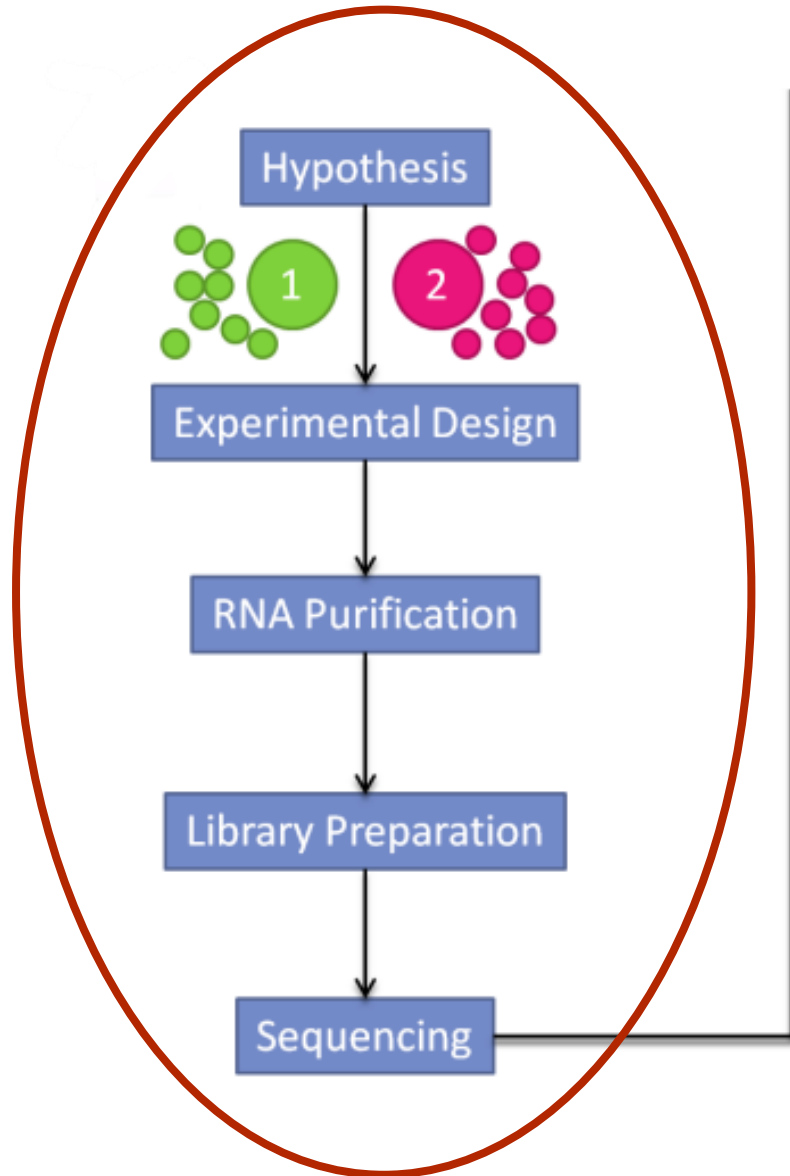 Hypothesis
1
2
Experimental Design
RNA Purification
Library Preparation
Sequencing